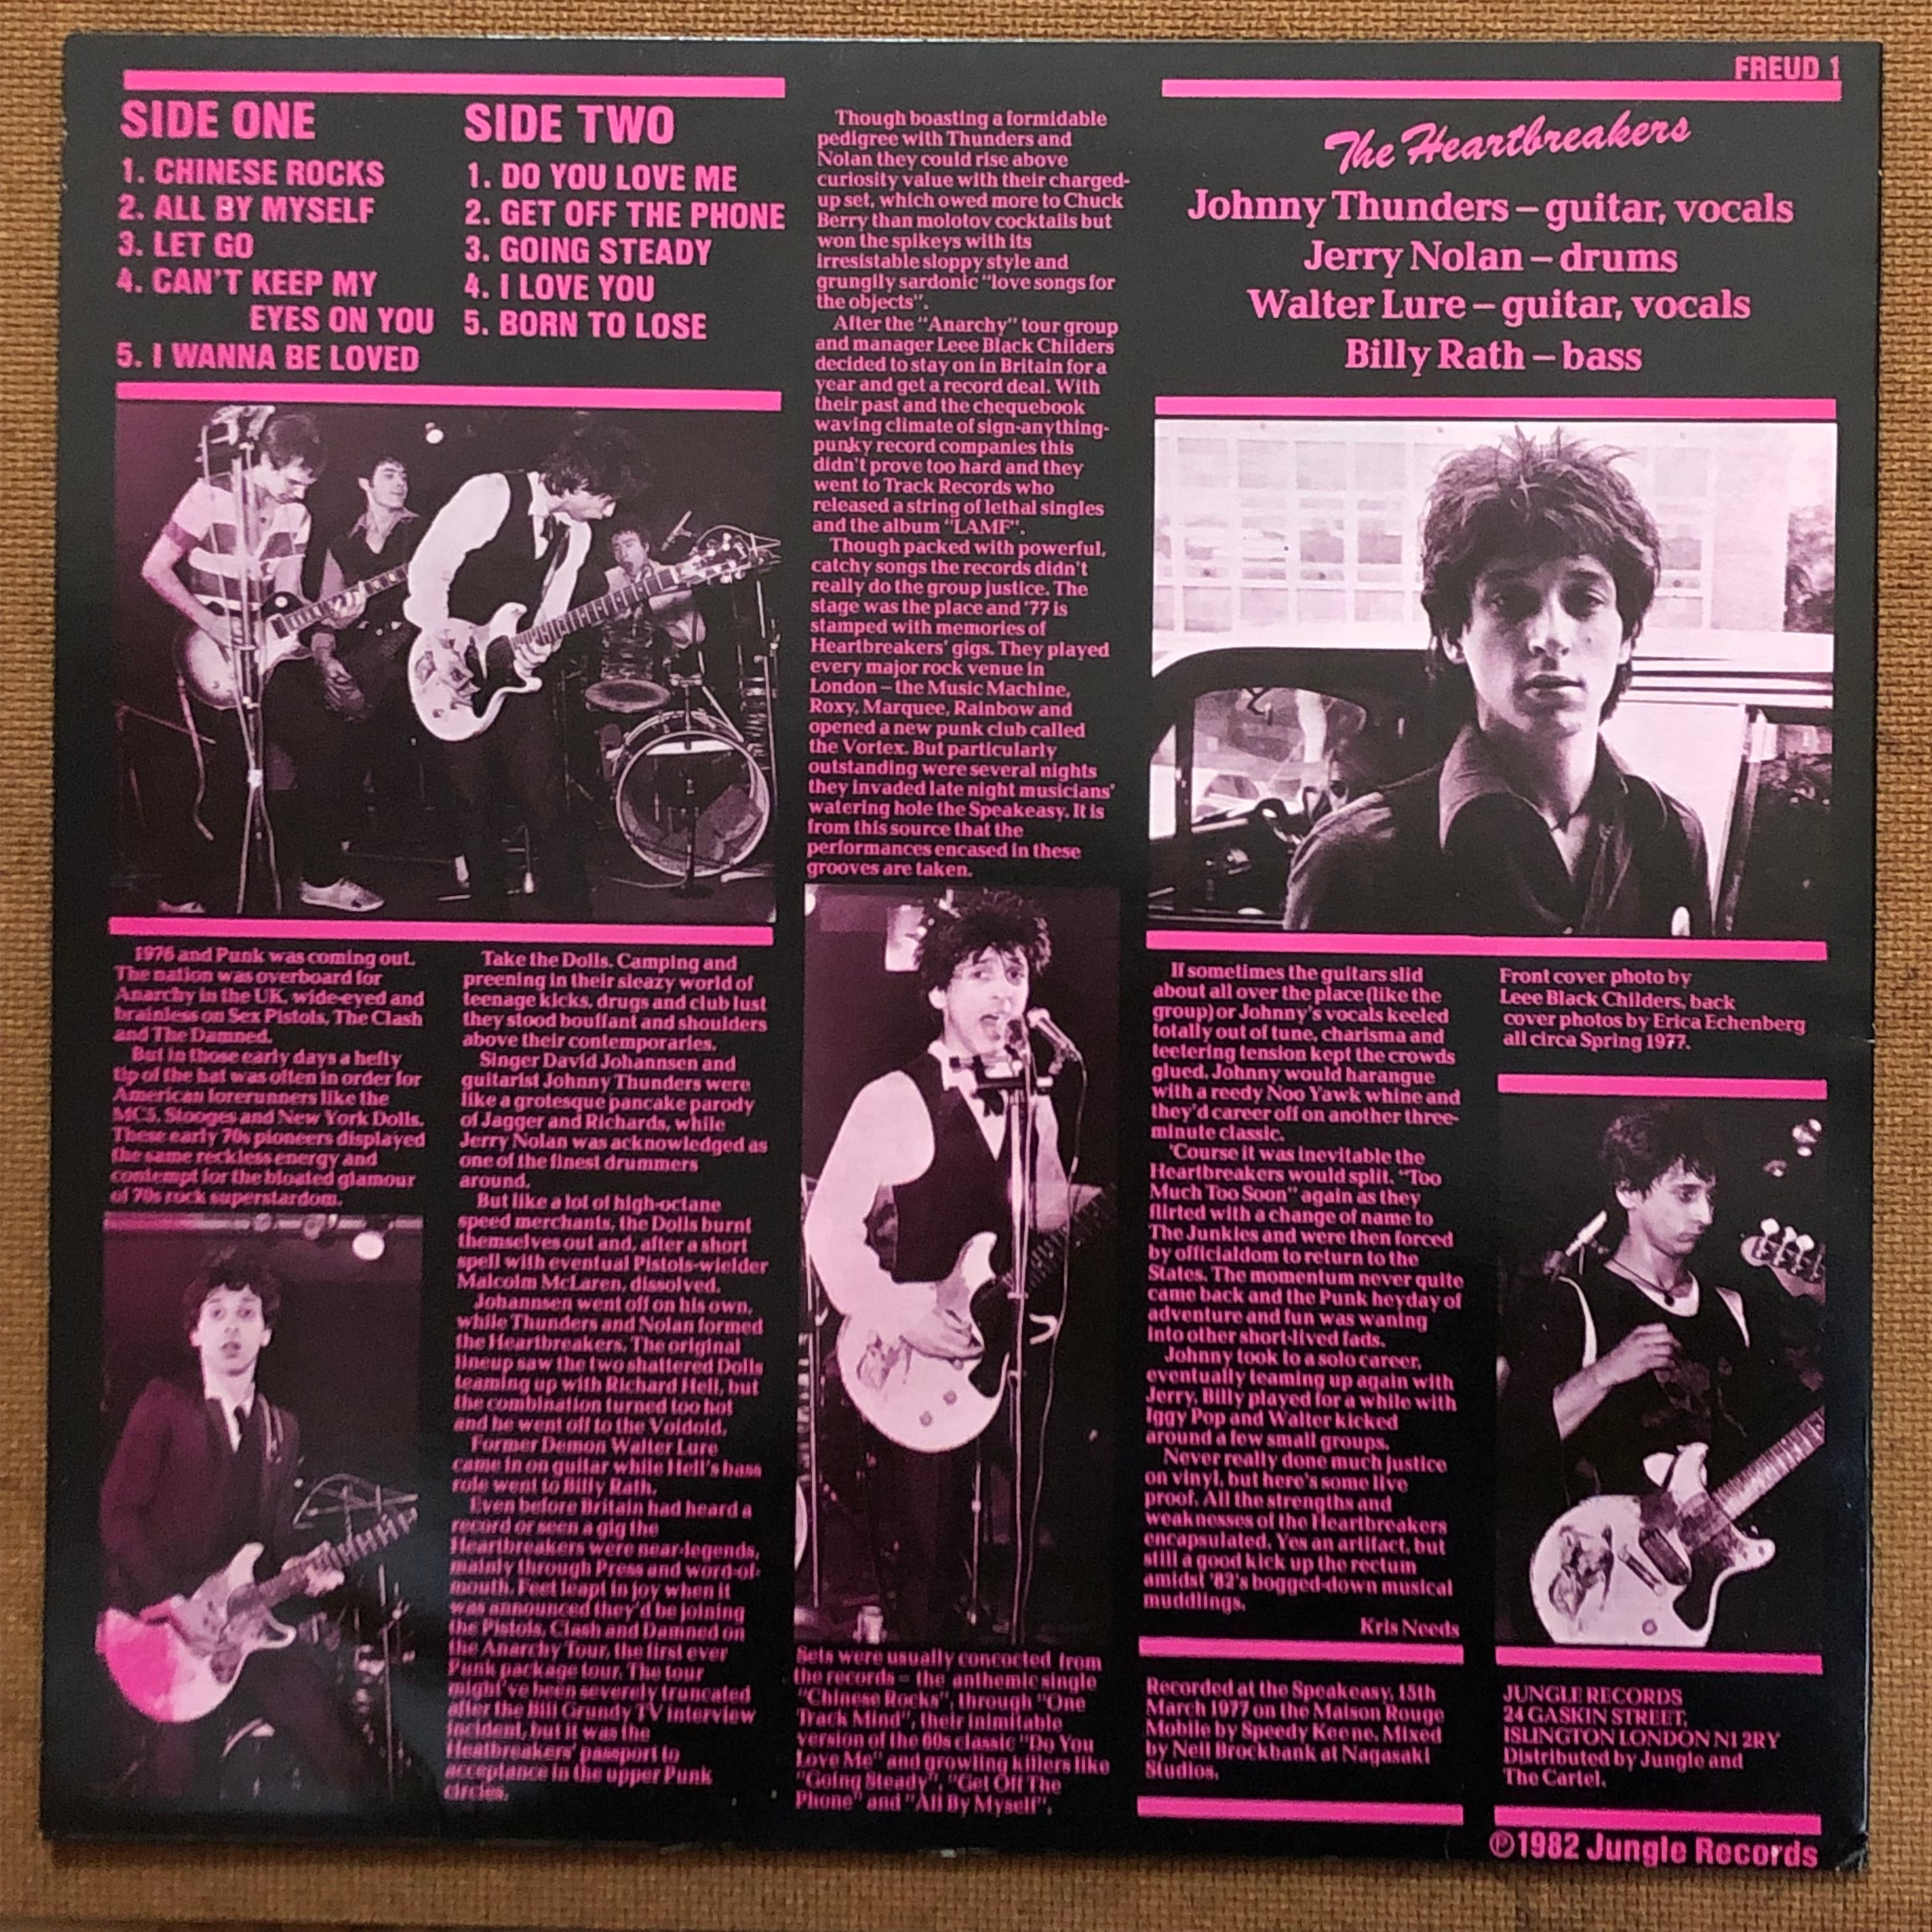 FREUD 1
SIDE ONE
1. CHINESE ROCKS
2. ALL BY MYSELF
3. LET GO
4. CAN'T KEEP MY
EYES ON YOU
5. I WANNA BE LOVED
SIDE TWO
1. DO YOU LOVE ME
2. GET OFF THE PHONE
3. GOING STEADY
4. I LOVE YOU
5. BORN TO LOSE
The Heartbreakers
Johnny Thunders – guitar, vocals
Jerry Nolan – drums
Walter Lure – guitar, vocals
Billy Rath – bass
1976 and Punk was coming out.
The nation was overboard for
Anarchy in the UK, wide-eyed and
brainless on Sex Pistols, The Clash
and The Damned.
But in those early days a hefty
tip of the hat was often in order for
American forerunners like the
MC5, Stooges and New York Dolls.
These early 70s pioneers displayed
the same reckless energy and
contempt for the bloated glamour
of 70s rock superstardom.
Take the Dolls. Camping and
preening in their sleazy world of
teenage kicks, drugs and club lust
they stood bouffant and shoulders
above their contemporaries.
Singer David Johannsen and
guitarist Johnny Thunders were
like a grotesque pancake parody
of Jagger and Richards, while
Jerry Nolan was acknowledged as
one of the finest drummers
around.
But like a lot of high-octane
speed merchants, the Dolls burnt
themselves out and, after a short
spell with eventual Pistols-wielder
Malcolm McLaren, dissolved.
Johannsen went off on his own,
while Thunders and Nolan formed
the Heartbreakers. The original
lineup saw the two shattered Dolls
teaming up with Richard Hell, but
the combination turned too hot
and he went off to the Voidoid.
Former Demon Walter Lure
came in on guitar while Hell's bass
role went to Billy Rath.
Even before Britain had heard a
record or seen a gig the
Heartbreakers were near-legends,
mainly through Press and word-of-
mouth. Feet leapt in joy when it
was announced they'd be joining
the Pistols, Clash and Damned on
the Anarchy Tour, the first ever
Punk package tour. The tour
might've been severely truncated
after the Bill Grundy TV interview
incident, but it was the
Heatbreakers' passport to
acceptance in the upper Punk
circles.
Though boasting a formidable
pedigree with Thunders and
Nolan they could rise above
curiosity value with their charged-
up set, which owed more to Chuck
Berry than molotov cocktails but
won the spikeys with its
irresistable sloppy style and
grungily sardonic "love songs for
the objects".
After the "Anarchy" tour group
and manager Leee Black Childers
decided to stay on in Britain for a
year and get a record deal. With
their past and the chequebook
waving climate of sign-anything-
punky record companies this
didn't prove too hard and they
went to Track Records who
released a string of lethal singles
and the album "LAMF".
Though packed with powerful,
catchy songs the records didn't
really do the group justice. The
stage was the place and '77 is
stamped with memories of
Heartbreakers' gigs. They played
every major rock venue in
London – the Music Machine,
Roxy, Marquee, Rainbow and
opened a new punk club called
the Vortex. But particularly
outstanding were several nights
they invaded late night musicians'
watering hole the Speakeasy. It is
from this source that the
performances encased in these
grooves are taken.
Sets were usually concocted from
the records – the anthemic single
"Chinese Rocks", through "One
Track Mind", their inimitable
version of the 60s classic "Do You
Love Me" and growling killers like
"Going Steady", "Get Off The
Phone" and "All By Myself".
If sometimes the guitars slid
about all over the place (like the
group) or Johnny's vocals keeled
totally out of tune, charisma and
teetering tension kept the crowds
glued. Johnny would harangue
with a reedy Noo Yawk whine and
they'd career off on another three-
minute classic.
'Course it was inevitable the
Heartbreakers would split. "Too
Much Too Soon" again as they
flirted with a change of name to
The Junkies and were then forced
by officialdom to return to the
States. The momentum never quite
came back and the Punk heyday of
adventure and fun was waning
into other short-lived fads.
Johnny took to a solo career,
eventually teaming up again with
Jerry. Billy played for a while with
Iggy Pop and Walter kicked
around a few small groups.
Never really done much justice
on vinyl, but here's some live
proof. All the strengths and
weaknesses of the Heartbreakers
encapsulated. Yes an artifact, but
still a good kick up the rectum
amidst '82's bogged-down musical
muddlings.
Kris Needs
Recorded at the Speakeasy, 15th
March 1977 on the Maison Rouge
Mobile by Speedy Keene. Mixed
by Neil Brockbank at Nagasaki
Studios.
Front cover photo by
Leee Black Childers, back
cover photos by Erica Echenberg
all circa Spring 1977.
JUNGLE RECORDS
24 GASKIN STREET,
ISLINGTON LONDON N1 2RY
Distributed by Jungle and
The Cartel.
℗1982 Jungle Records